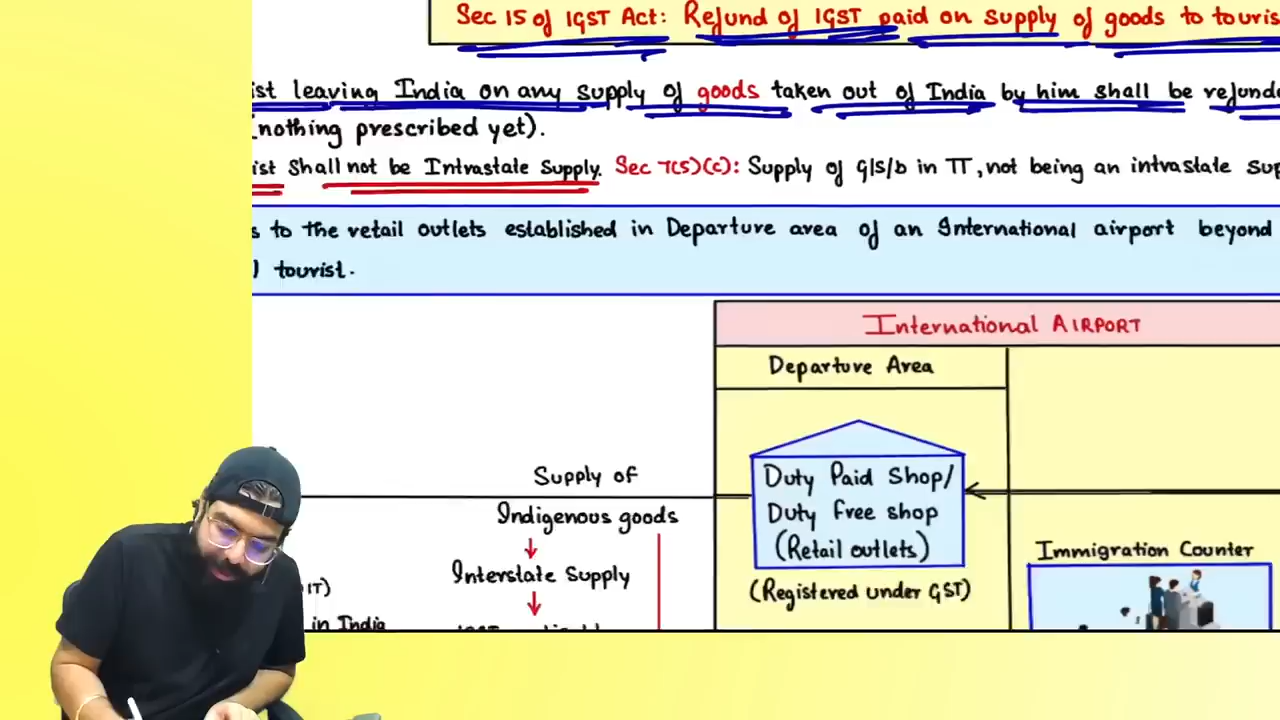 Sec 15 of IGST Act: Refund of IGST paid on supply of goods to touris
ist leaving India on any supply of goods taken out of India by him shall be refunde
(nothing prescribed yet).
ist Shall not be Intrastate Supply. Sec 7(5)(c): Supply of G/S/b in TT, not being an intrastate sup
s to the retail outlets established in Departure area of an International airport beyond
l tourist.
International AIRPORT
Departure Area
Supply of
Indigenous goods
Interstate Supply
Duty Paid Shop/
Duty free shop
(Retail outlets)
(Registered under GST)
Immigration Counter
IT)
in India